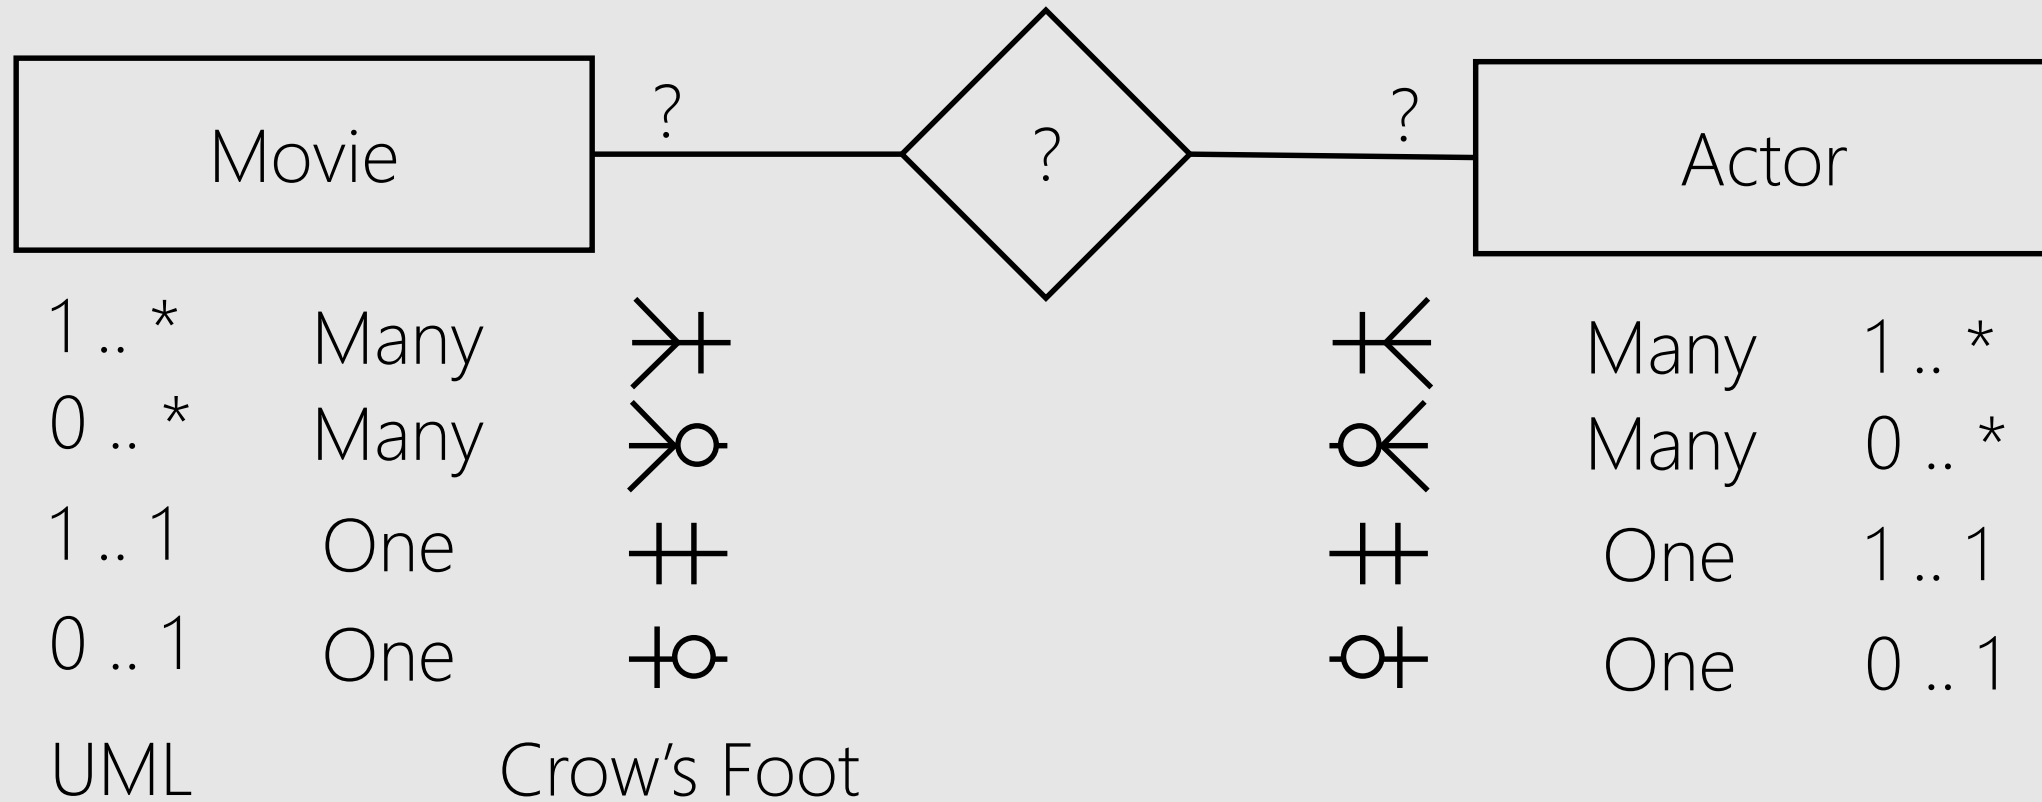 ? ? ?
Movie Actor
1 .. * Many Many 1 .. *
0 .. * Many Many 0 .. *
1 .. 1 One One 1 .. 1
0 .. 1 One One 0 .. 1
UML Crow’s Foot